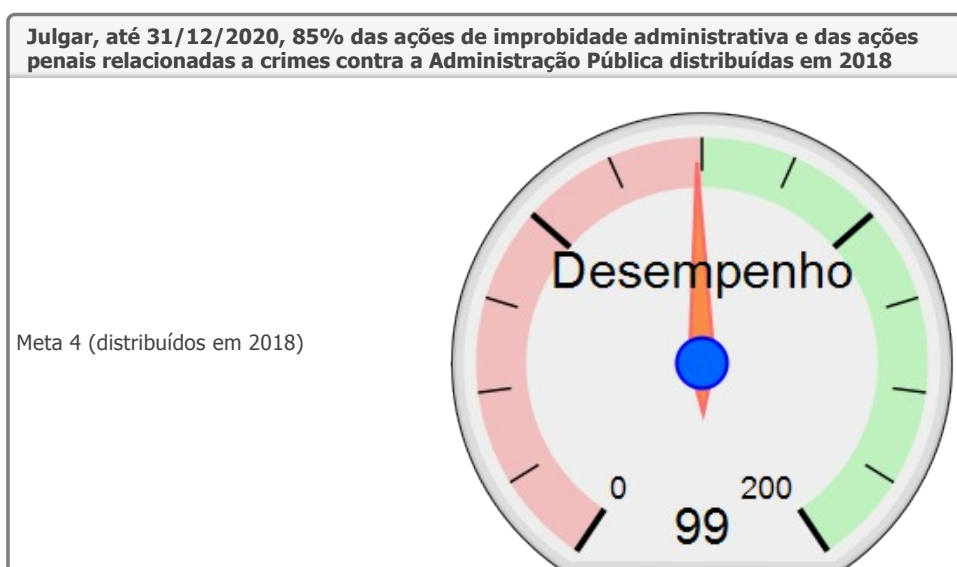 Julgar, até 31/12/2020, 85% das ações de improbidade administrativa e das ações
penais relacionadas a crimes contra a Administração Pública distribuídas em 2018
Desempenho
Meta 4 (distribuídos em 2018)
0
200
99